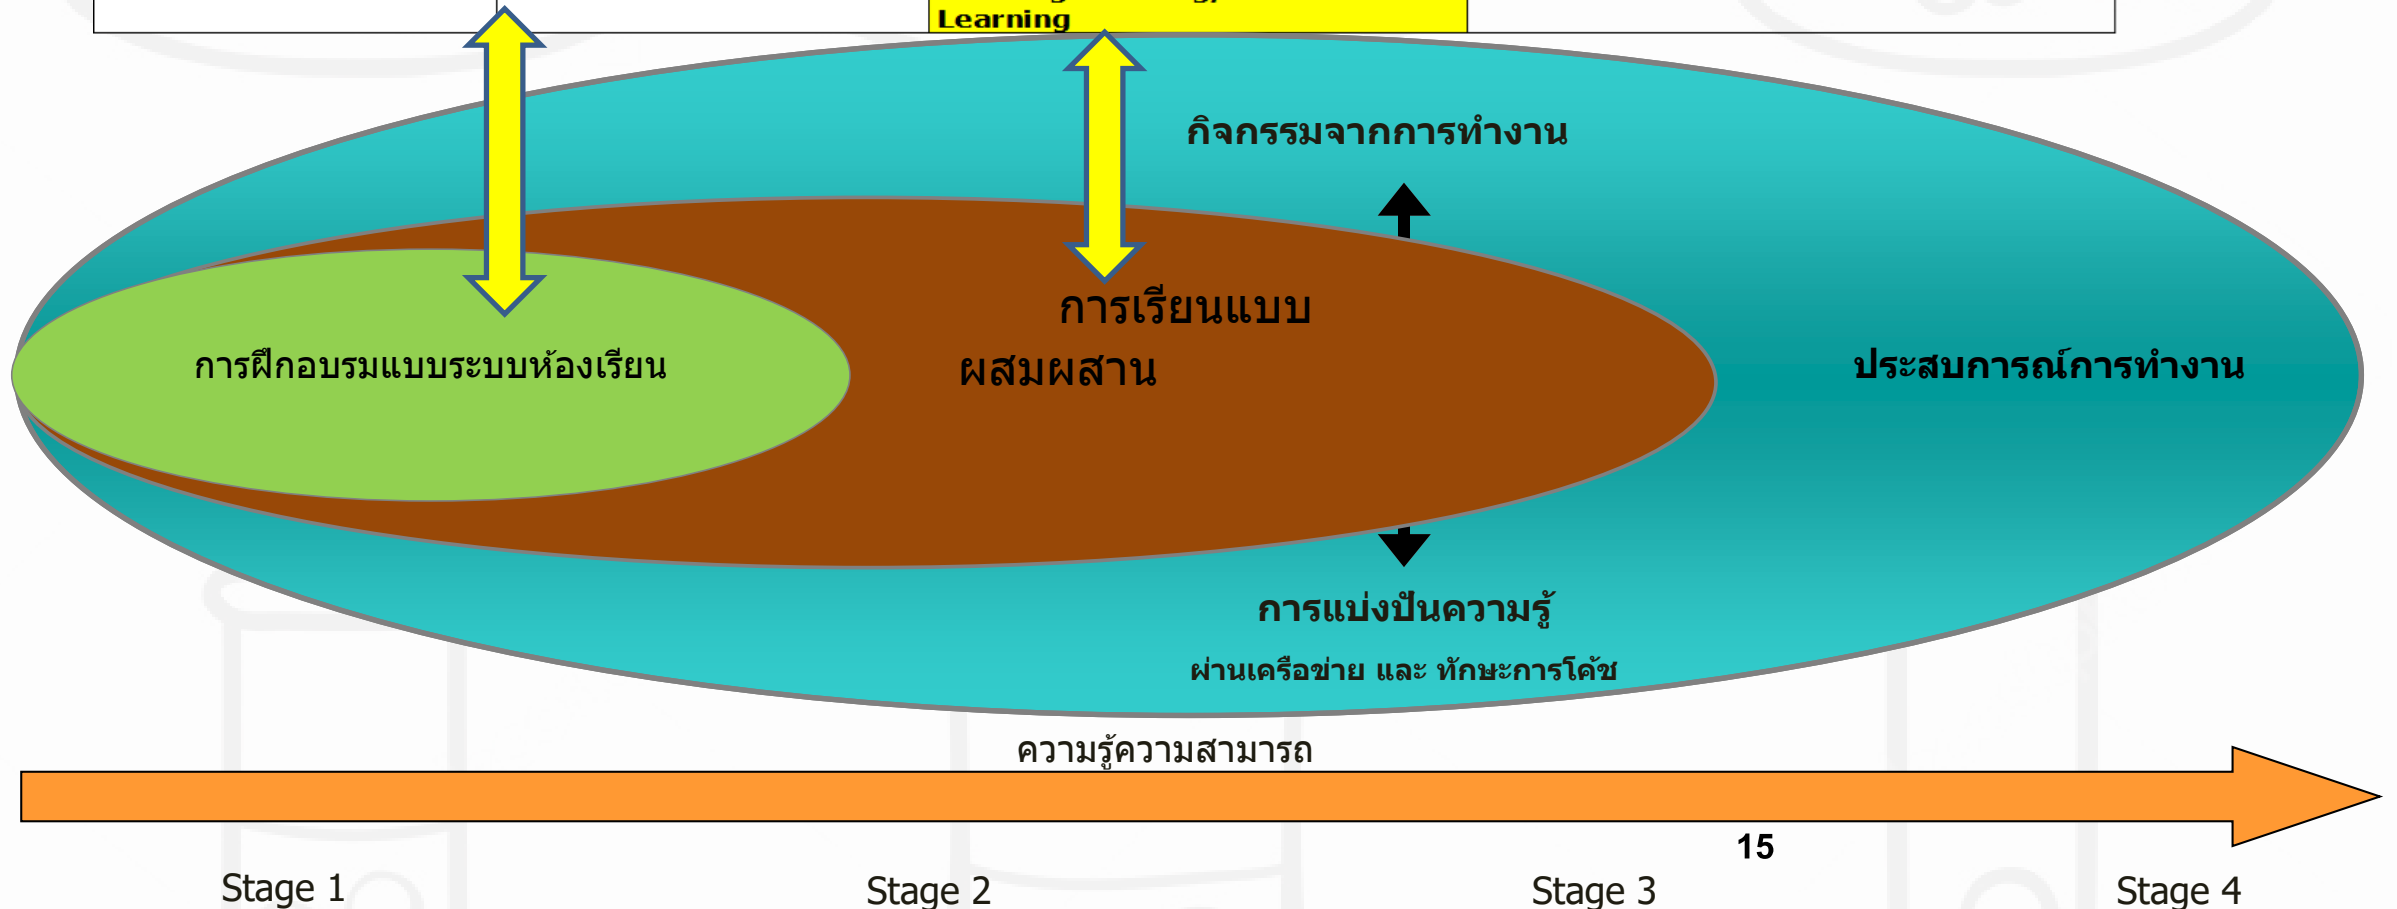 Learning
กิจกรรมจากการทำงาน
การเรียนแบบ
ผสมผสาน
การฝึกอบรมแบบระบบห้องเรียน
ประสบการณ์การทำงาน
การแบ่งปันความรู้
ผ่านเครือข่าย และ ทักษะการโค้ช
ความรู้ความสามารถ
15
Stage 1
Stage 2
Stage 3
Stage 4